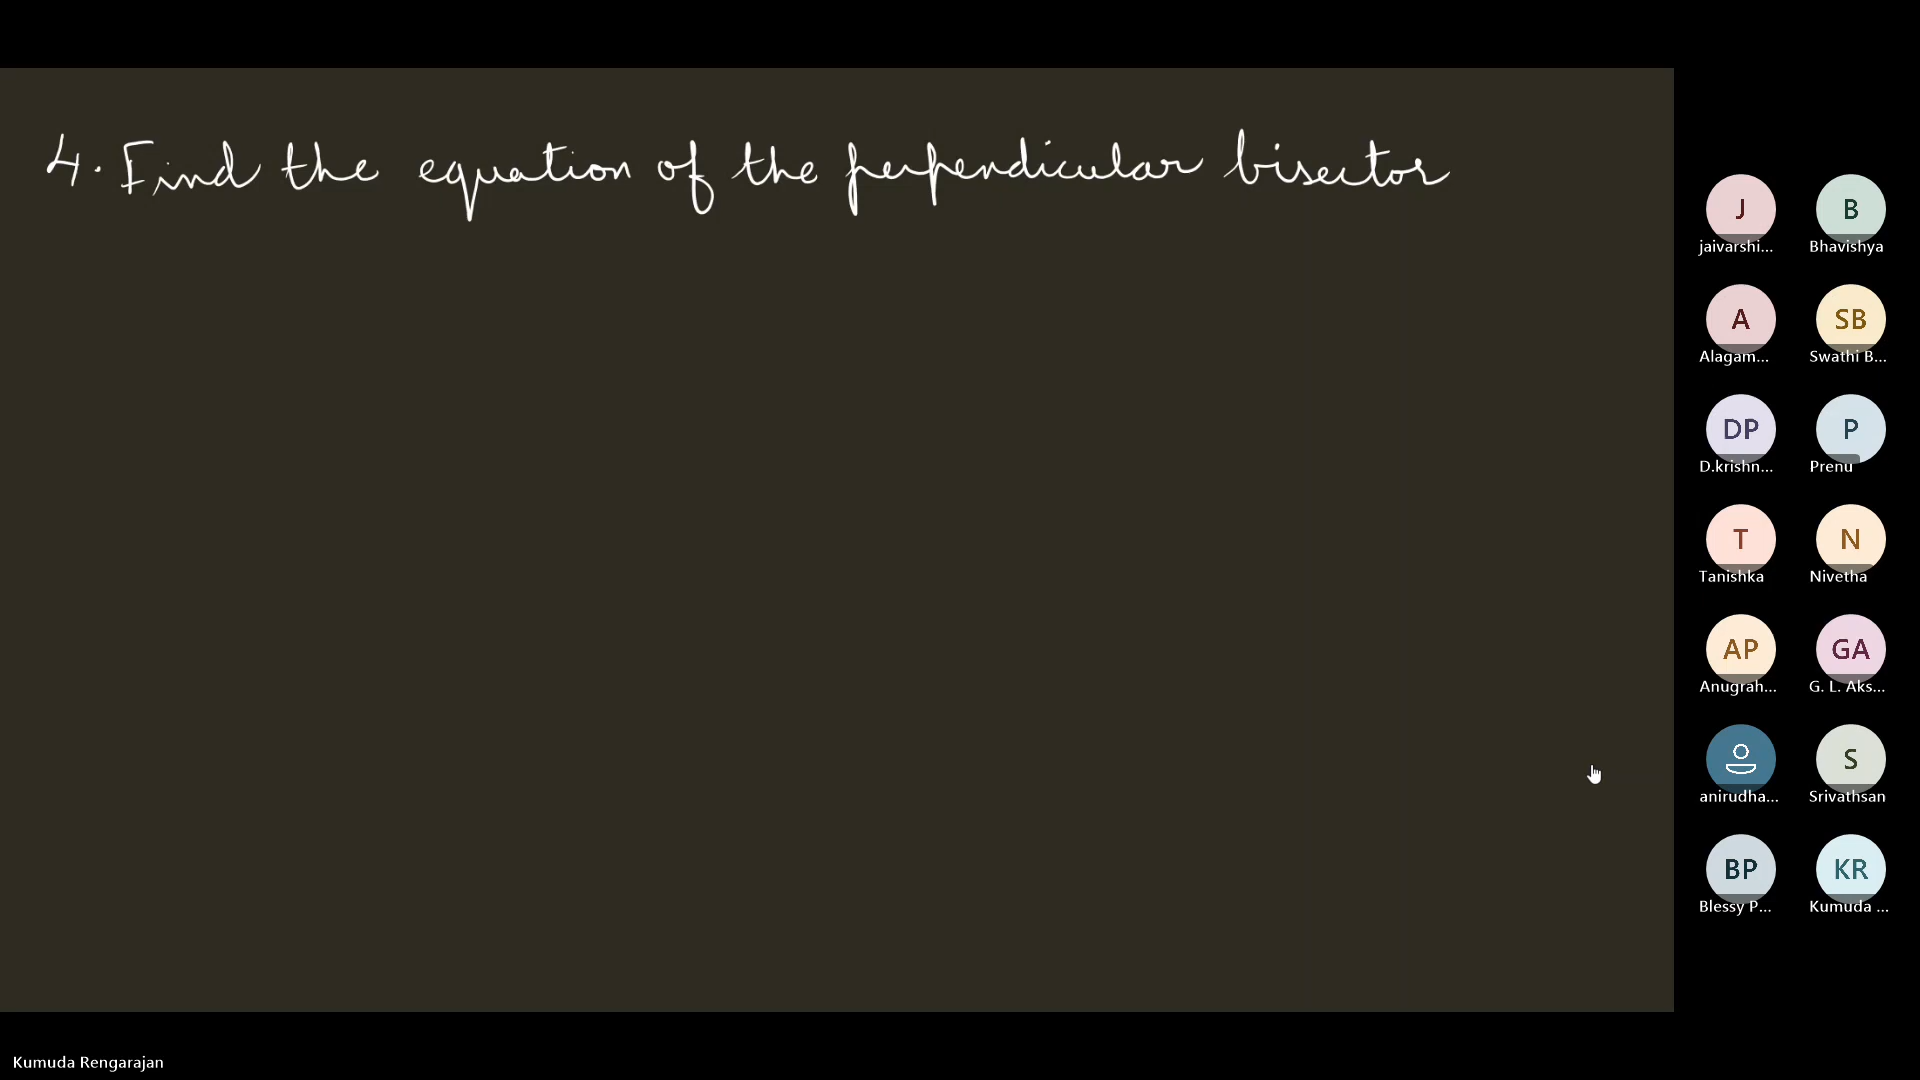 4. Find the equation of the perpendicular bisector
J
B
jaivarshi...
Bhavishya
A
SB
Alagam...
Swathi B...
DP
P
D.krishn...
Prenu
T
N
Tanishka
Nivetha
AP
GA
Anugrah...
G. L. Aks...
S
anirudha...
Srivathsan
BP
KR
Blessy P...
Kumuda ...
Kumuda Rengarajan